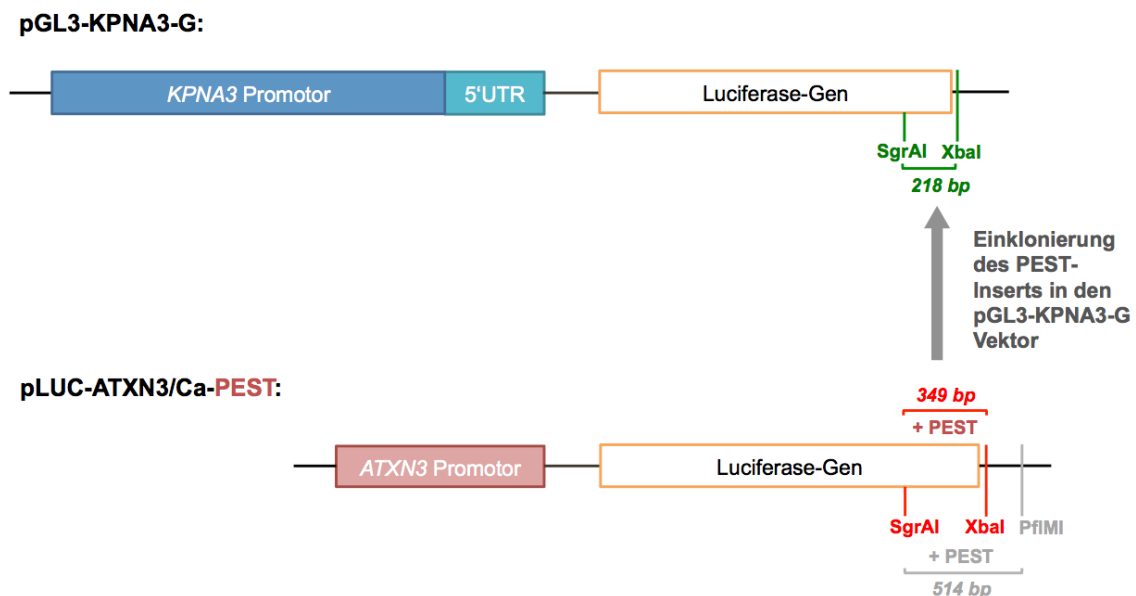 pGL3-KPNA3-G:
KPNA3 Promotor
5'UTR
Luciferase-Gen
SgrAI
XbaI
218 bp
Einklonierung
des PEST-
Inserts in den
pGL3-KPNA3-G
Vektor
pLUC-ATXN3/Ca-PEST:
349 bp
+ PEST
ATXN3 Promotor
Luciferase-Gen
SgrAI
XbaI
PflMI
+ PEST
514 bp